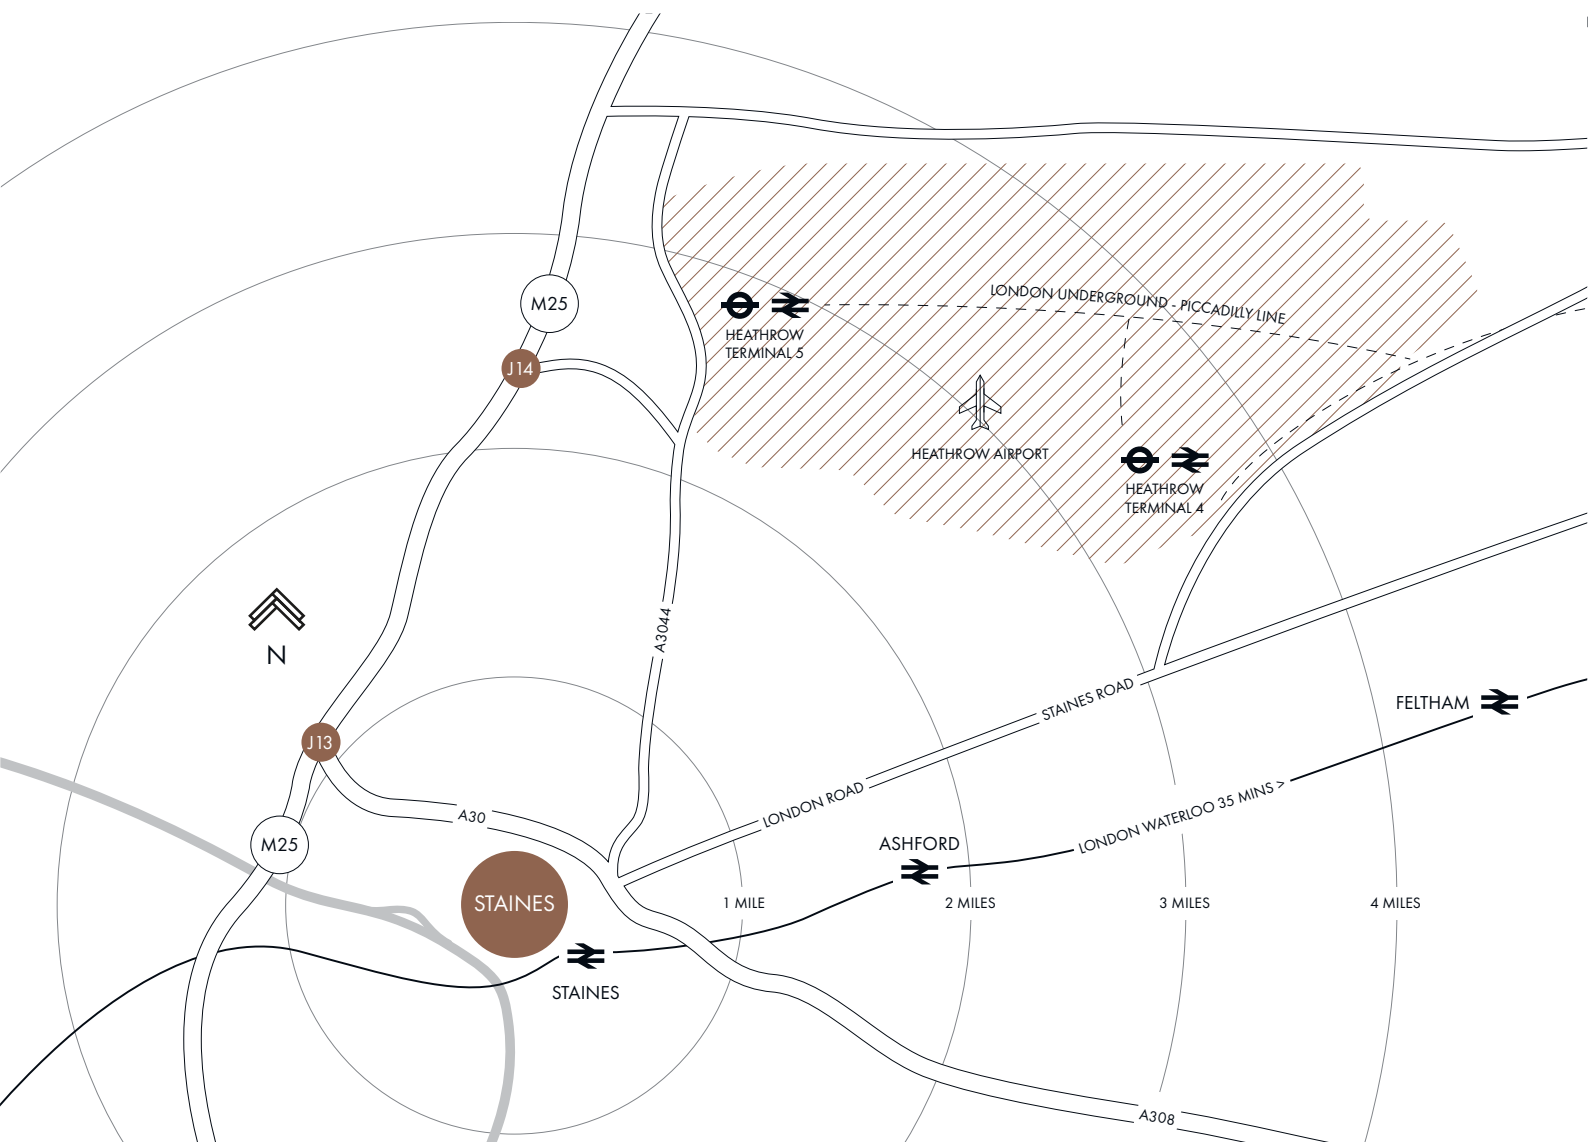 M25
LONDON UNDERGROUND - PICCADILLY LINE
HEATHROW
TERMINAL 5
J14
HEATHROW AIRPORT
HEATHROW
TERMINAL 4
A3044
N
STAINES ROAD
FELTHAM
J13
LONDON ROAD
LONDON WATERLOO 35 MINS >
A30
M25
ASHFORD
STAINES
1 MILE
2 MILES
3 MILES
4 MILES
STAINES
A308